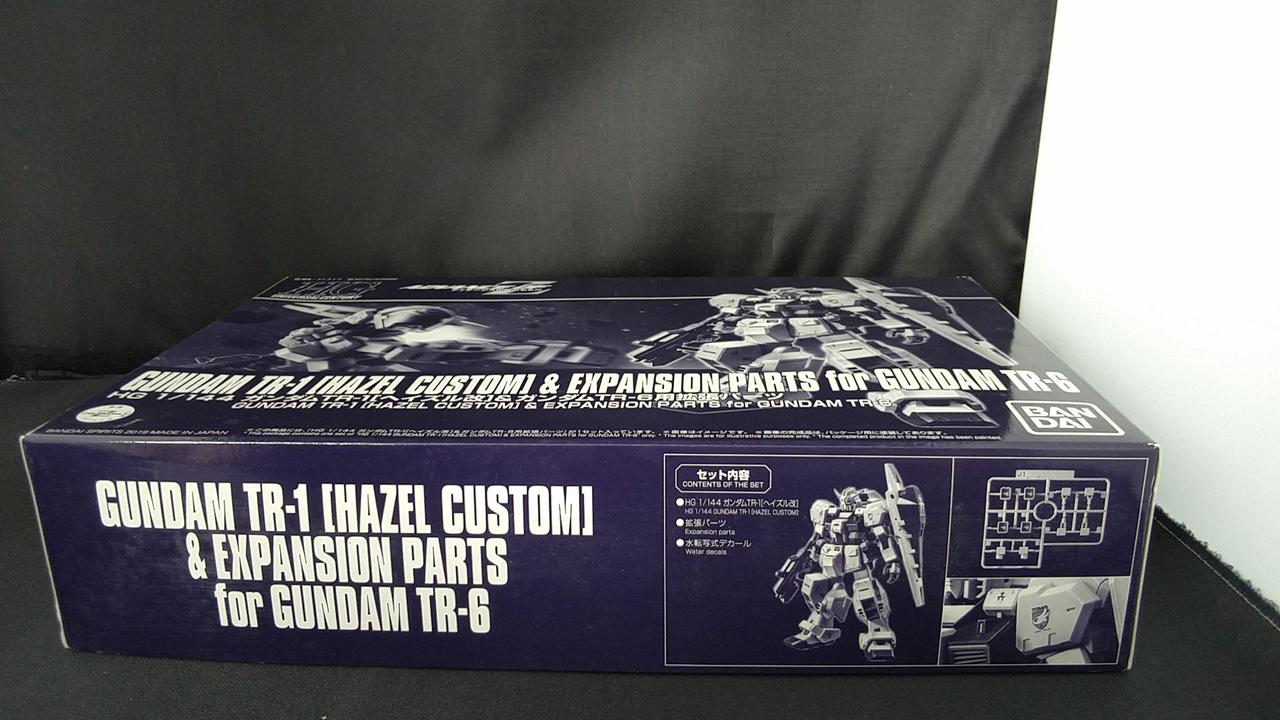 HG
GUNDAM TR-1 [HAZEL CUSTOM] & EXPANSION PARTS for GUNDAM TR-6
HG 1/144 ガンダムTR-1[ヘイズル改]&ガンダムTR-6用拡張パーツ
GUNDAM TR-1 [HAZEL CUSTOM] & EXPANSION PARTS for GUNDAM TR-6
BANDAI SPIRITS 2019 MADE IN JAPAN
BAN
DAI
GUNDAM TR-1 [HAZEL CUSTOM]
& EXPANSION PARTS
for GUNDAM TR-6
セット内容
CONTENTS OF THE SET
●HG 1/144 ガンダムTR-1[ヘイズル改]
HG 1/144 GUNDAM TR-1 [HAZEL CUSTOM]
●拡張パーツ
Expansion parts
●水転写式デカール
Water decals
J1